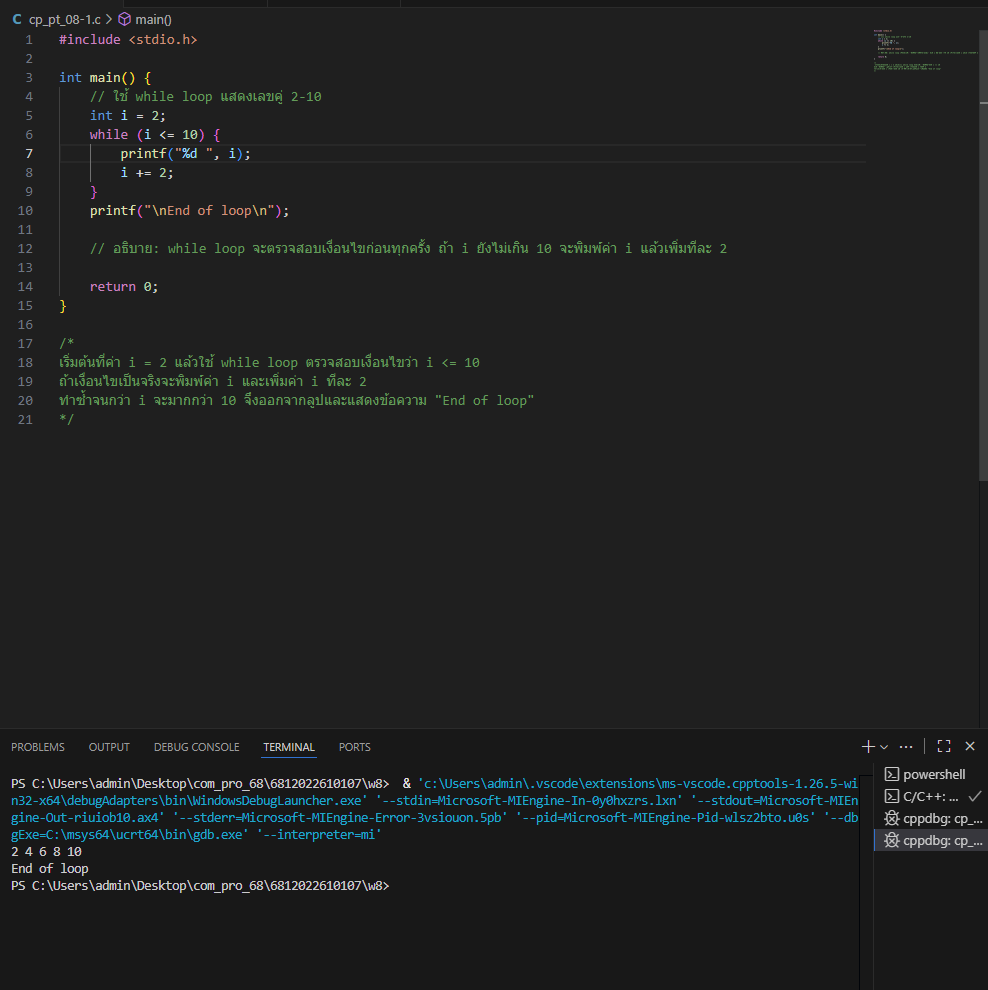 C cp_pt_08-1.c > main()
1 #include <stdio.h>
2
3 int main() {
4 // ใช้ while loop แสดงเลขคู่ 2-10
5 int i = 2;
6 while (i <= 10) {
7 printf("%d ", i);
8 i += 2;
9 }
10 printf("\nEnd of loop\n");
11
12 // อธิบาย: while loop จะตรวจสอบเงื่อนไขก่อนทุกครั้ง ถ้า i ยังไม่เกิน 10 จะพิมพ์ค่า i แล้วเพิ่มทีละ 2
13
14 return 0;
15 }
16
17 /*
18 เริ่มต้นที่ค่า i = 2 แล้วใช้ while loop ตรวจสอบเงื่อนไขว่า i <= 10
19 ถ้าเงื่อนไขเป็นจริงจะพิมพ์ค่า i และเพิ่มค่า i ทีละ 2
20 ทำซ้ำจนกว่า i จะมากกว่า 10 จึงออกจากลูปและแสดงข้อความ "End of loop"
21 */
PROBLEMS OUTPUT DEBUG CONSOLE TERMINAL PORTS
PS C:\Users\admin\Desktop\com_pro_68\6812022610107\w8> & 'c:\Users\admin\.vscode\extensions\ms-vscode.cpptools-1.26.5-wi
n32-x64\debugAdapters\bin\WindowsDebugLauncher.exe' '--stdin=Microsoft-MIEngine-In-0y0hxzrs.lxn' '--stdout=Microsoft-MIEn
gine-Out-riuiob10.ax4' '--stderr=Microsoft-MIEngine-Error-3vsiouon.5pb' '--pid=Microsoft-MIEngine-Pid-wlsz2bto.u0s' '--db
gExe=C:\msys64\ucrt64\bin\gdb.exe' '--interpreter=mi'
2 4 6 8 10
End of loop
PS C:\Users\admin\Desktop\com_pro_68\6812022610107\w8>
powershell
C/C++: ...
cppdbg: cp_...
cppdbg: cp_...